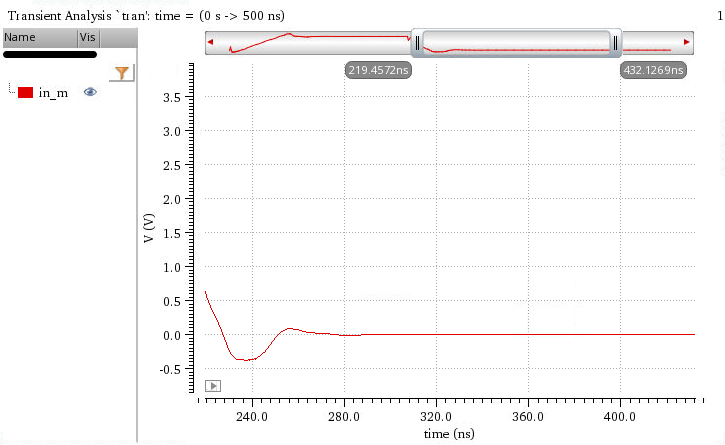 Transient Analysis `tran': time = (0 s -> 500 ns)
1
Name Vis
in_m
219.4572ns
432.1269ns
3.5
3.0
2.5
2.0
1.5
1.0
0.5
0.0
-0.5
V (V)
240.0 280.0 320.0 360.0 400.0
time (ns)